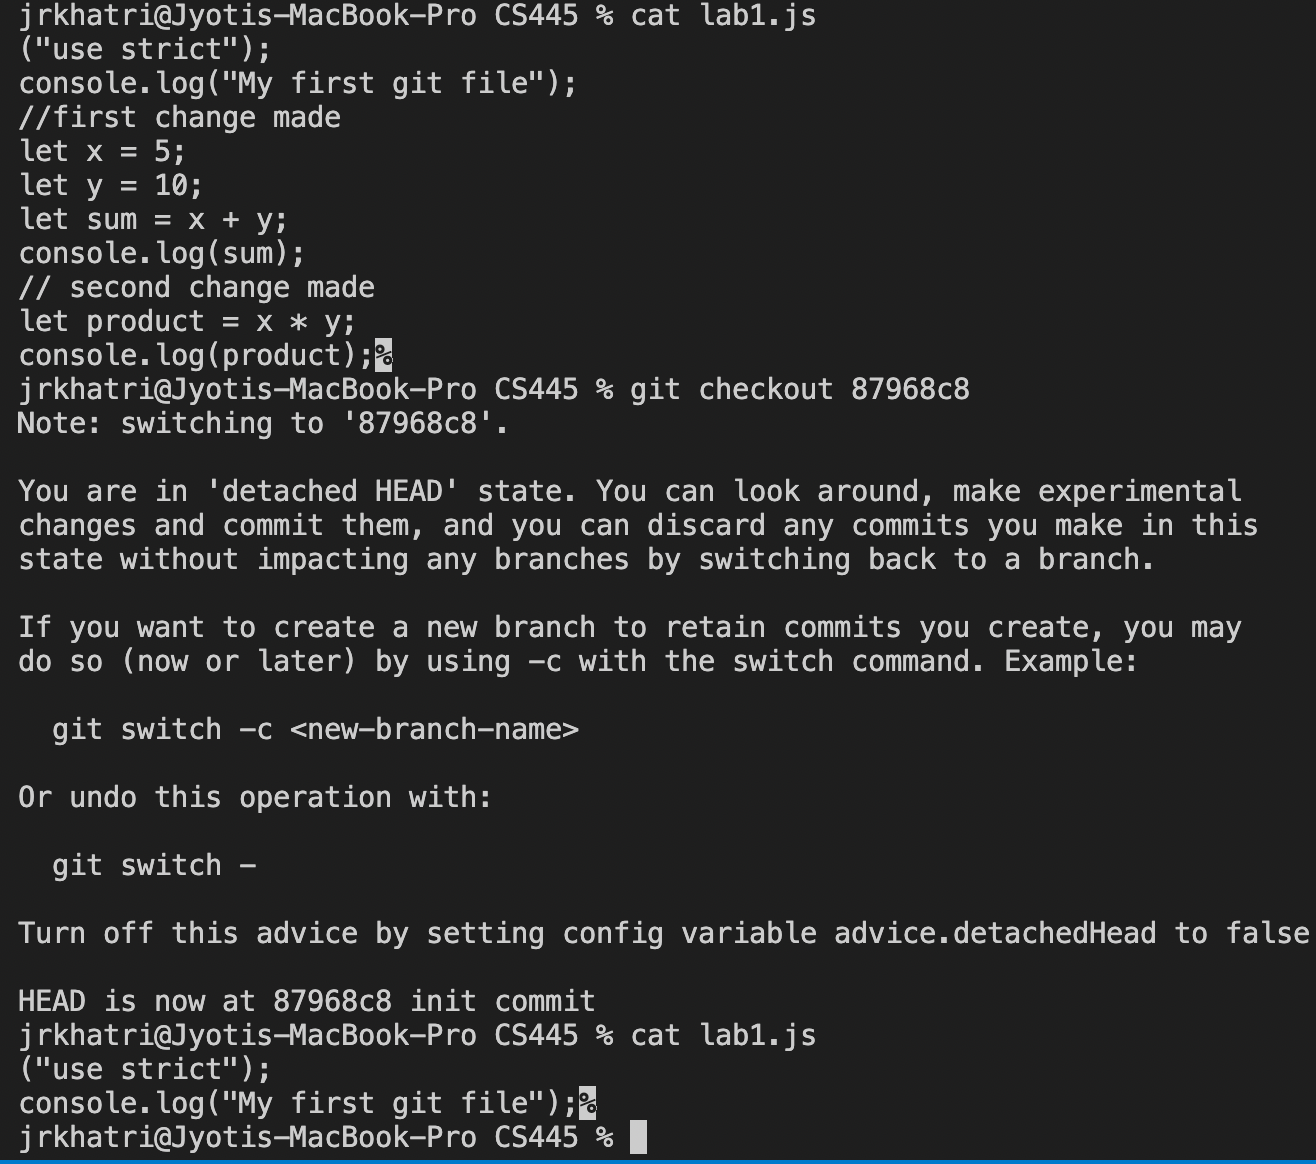 jrkhatri@Jyotis-MacBook-Pro CS445 % cat lab1.js
("use strict");
console.log("My first git file");
//first change made
let x = 5;
let y = 10;
let sum = x + y;
console.log(sum);
// second change made
let product = x * y;
console.log(product);%
jrkhatri@Jyotis-MacBook-Pro CS445 % git checkout 87968c8
Note: switching to '87968c8'.

You are in 'detached HEAD' state. You can look around, make experimental
changes and commit them, and you can discard any commits you make in this
state without impacting any branches by switching back to a branch.

If you want to create a new branch to retain commits you create, you may
do so (now or later) by using -c with the switch command. Example:

  git switch -c <new-branch-name>

Or undo this operation with:

  git switch -

Turn off this advice by setting config variable advice.detachedHead to false

HEAD is now at 87968c8 init commit
jrkhatri@Jyotis-MacBook-Pro CS445 % cat lab1.js
("use strict");
console.log("My first git file");%
jrkhatri@Jyotis-MacBook-Pro CS445 %